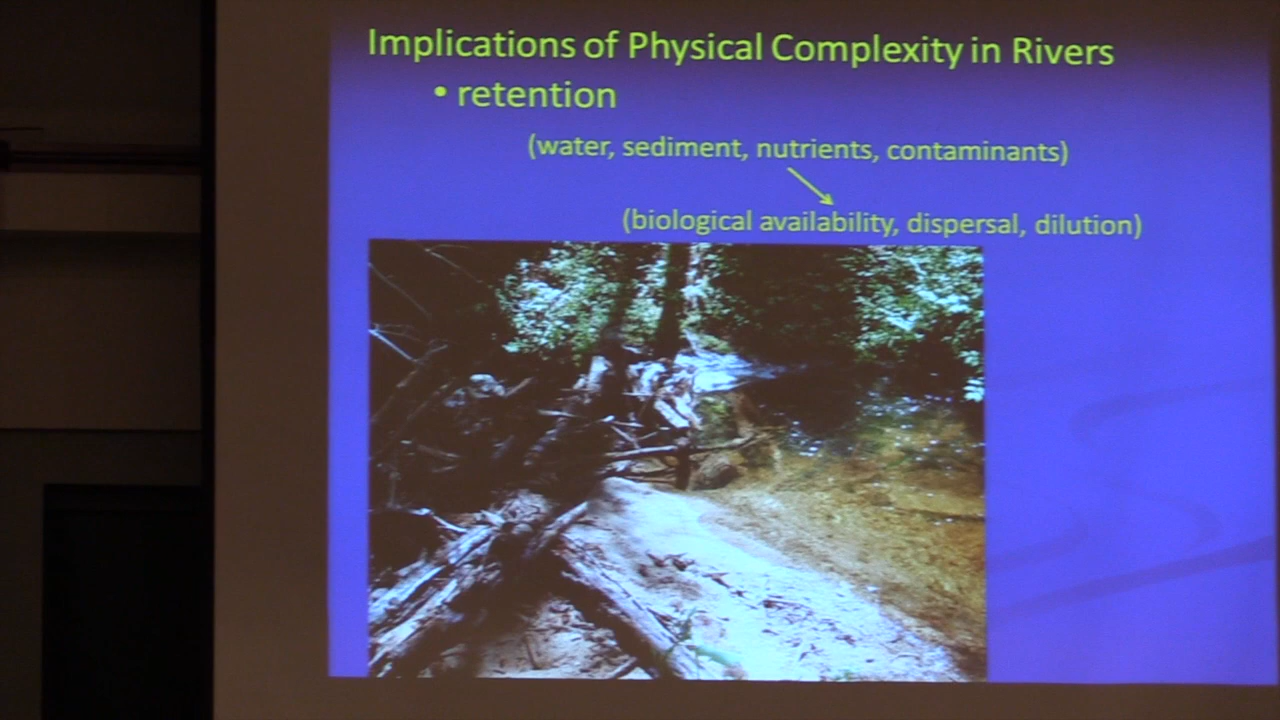 Implications of Physical Complexity in Rivers
• retention
(water, sediment, nutrients, contaminants)
(biological availability, dispersal, dilution)